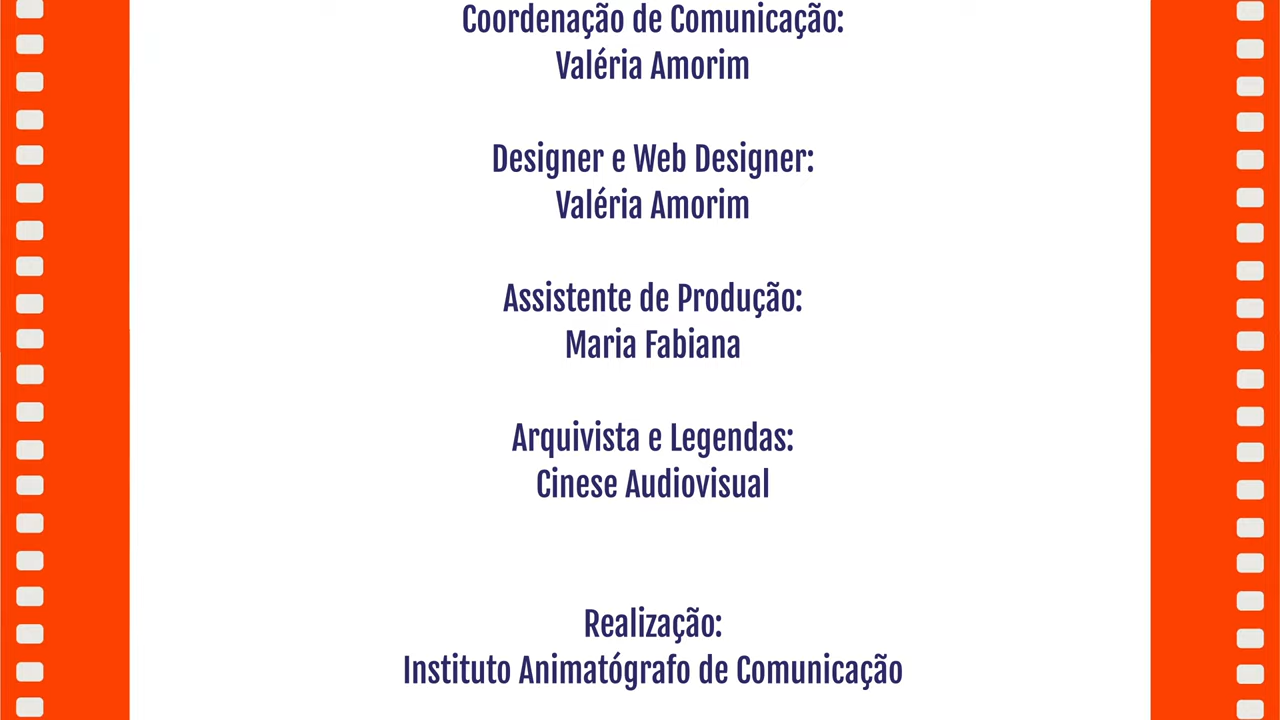 Coordenação de Comunicação:
Valéria Amorim
Designer e Web Designer:
Valéria Amorim
Assistente de Produção:
Maria Fabiana
Arquivista e Legendas:
Cinese Audiovisual
Realização:
Instituto Animatógrafo de Comunicação